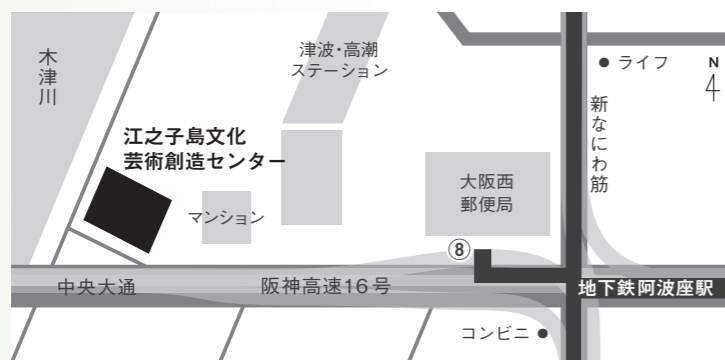 木津川
津波・高潮
ステーション
ライフ
N
新なにわ筋
江之子島文化
芸術創造センター
マンション
大阪西
郵便局
⑧
中央大通
阪神高速16号
地下鉄阿波座駅
コンビニ